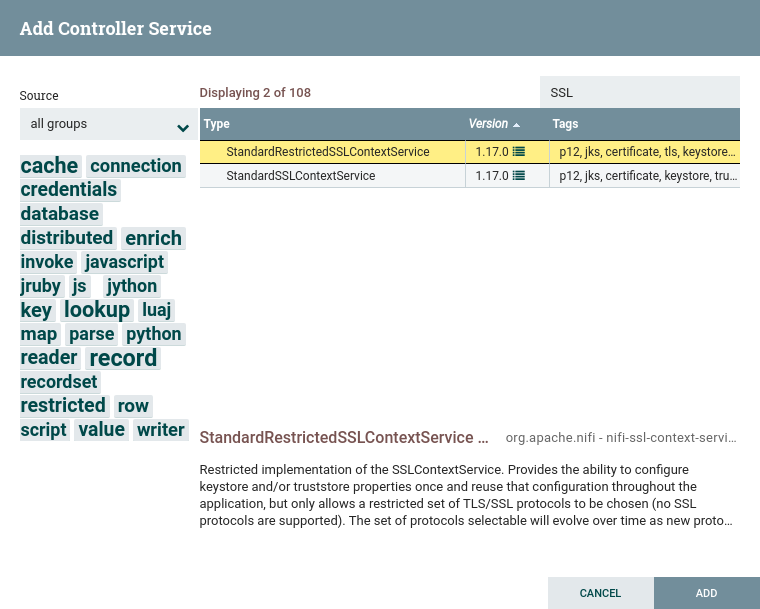 Add Controller Service
Source
all groups
cache connection
credentials
database
distributed enrich
invoke javascript
jruby js jython
key lookup luaj
map parse python
reader record
recordset
restricted row
script value writer
Displaying 2 of 108
SSL
Type Version Tags
StandardRestrictedSSLContextService 1.17.0 p12, jks, certificate, tls, keystore…
StandardSSLContextService 1.17.0 p12, jks, certificate, keystore, tru…
StandardRestrictedSSLContextService … org.apache.nifi - nifi-ssl-context-servi…
Restricted implementation of the SSLContextService. Provides the ability to configure
keystore and/or truststore properties once and reuse that configuration throughout the
application, but only allows a restricted set of TLS/SSL protocols to be chosen (no SSL
protocols are supported). The set of protocols selectable will evolve over time as new proto…
CANCEL ADD